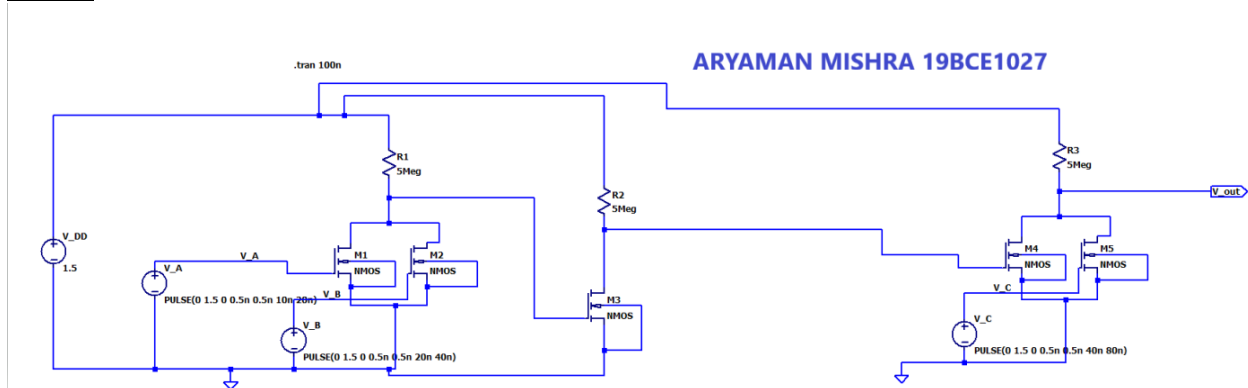 .tran 100n
ARYAMAN MISHRA 19BCE1027
R1
5Meg
R3
5Meg
R2
5Meg
V_out
V_DD
1.5
V_A
V_A
PULSE(0 1.5 0 0.5n 0.5n 10n 20n)
M1
NMOS
M2
NMOS
V_B
V_B
PULSE(0 1.5 0 0.5n 0.5n 20n 40n)
M3
NMOS
M4
NMOS
M5
NMOS
V_C
V_C
PULSE(0 1.5 0 0.5n 0.5n 40n 80n)